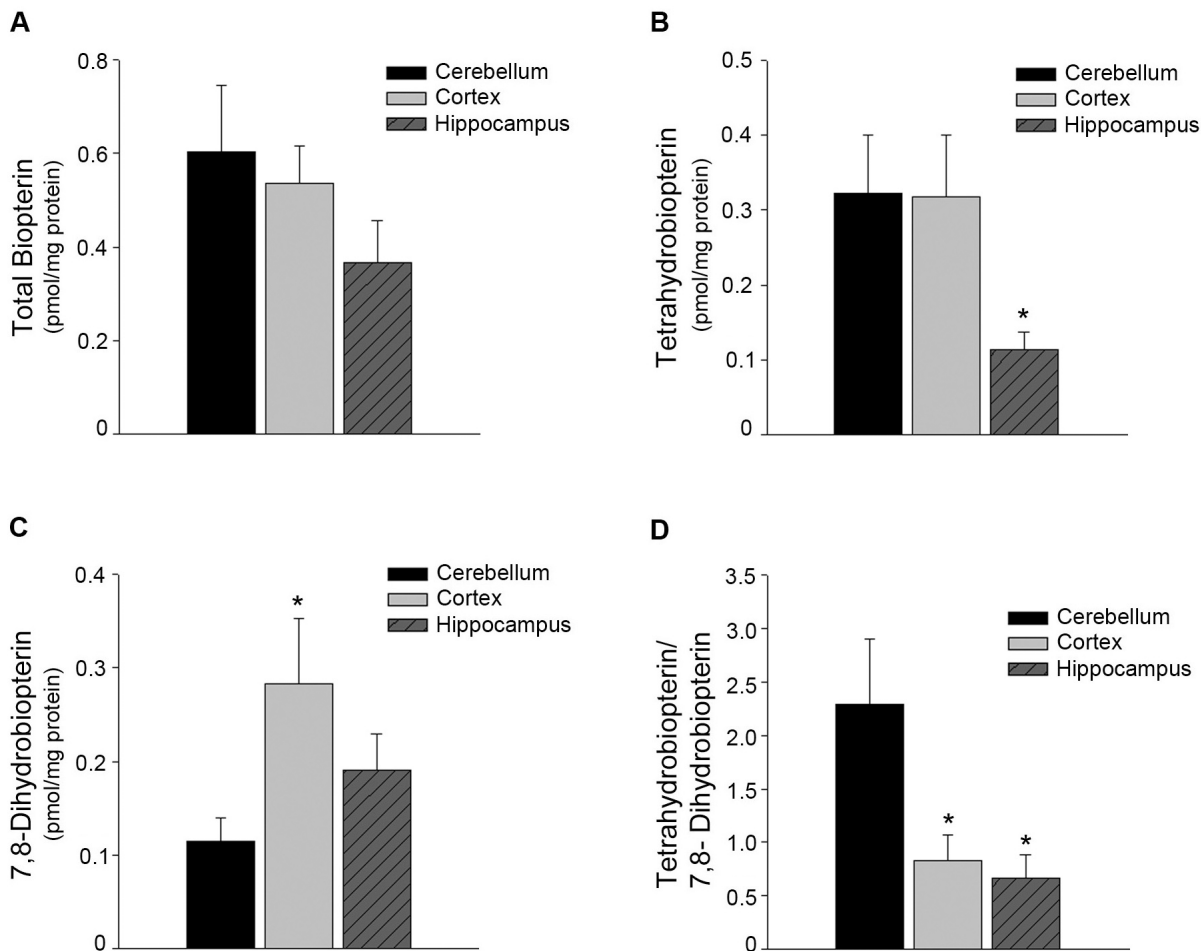 A
Total Biopterin
(pmol/mg protein)
0.8
0.6
0.4
0.2
0
Cerebellum
Cortex
Hippocampus
B
Tetrahydrobiopterin
(pmol/mg protein)
0.5
0.4
0.3
0.2
0.1
0
Cerebellum
Cortex
Hippocampus
*
C
7,8-Dihydrobiopterin
(pmol/mg protein)
0.4
0.3
0.2
0.1
0
Cerebellum
Cortex
Hippocampus
*
D
Tetrahydrobiopterin/
7,8- Dihydrobiopterin
3.5
3.0
2.5
2.0
1.5
1.0
0.5
0
Cerebellum
Cortex
Hippocampus
*
*